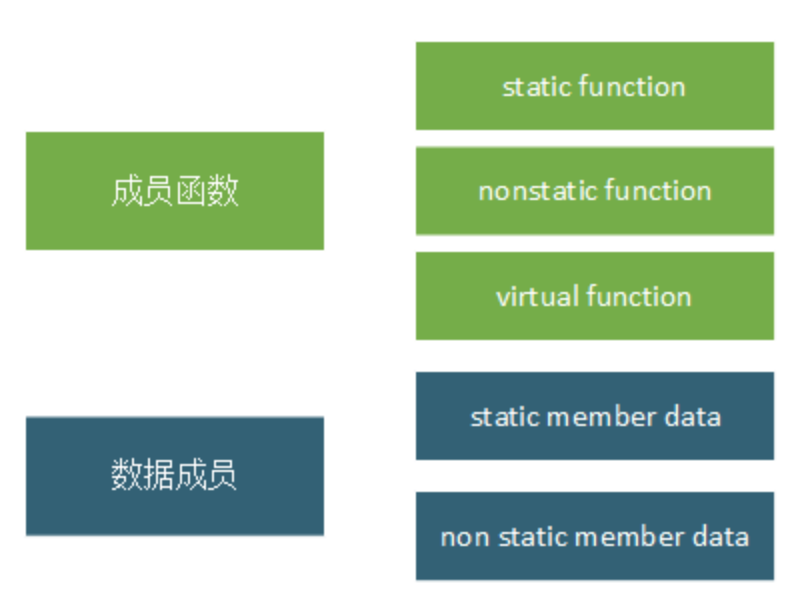 成员函数
static function
nonstatic function
virtual function
数据成员
static member data
non static member data